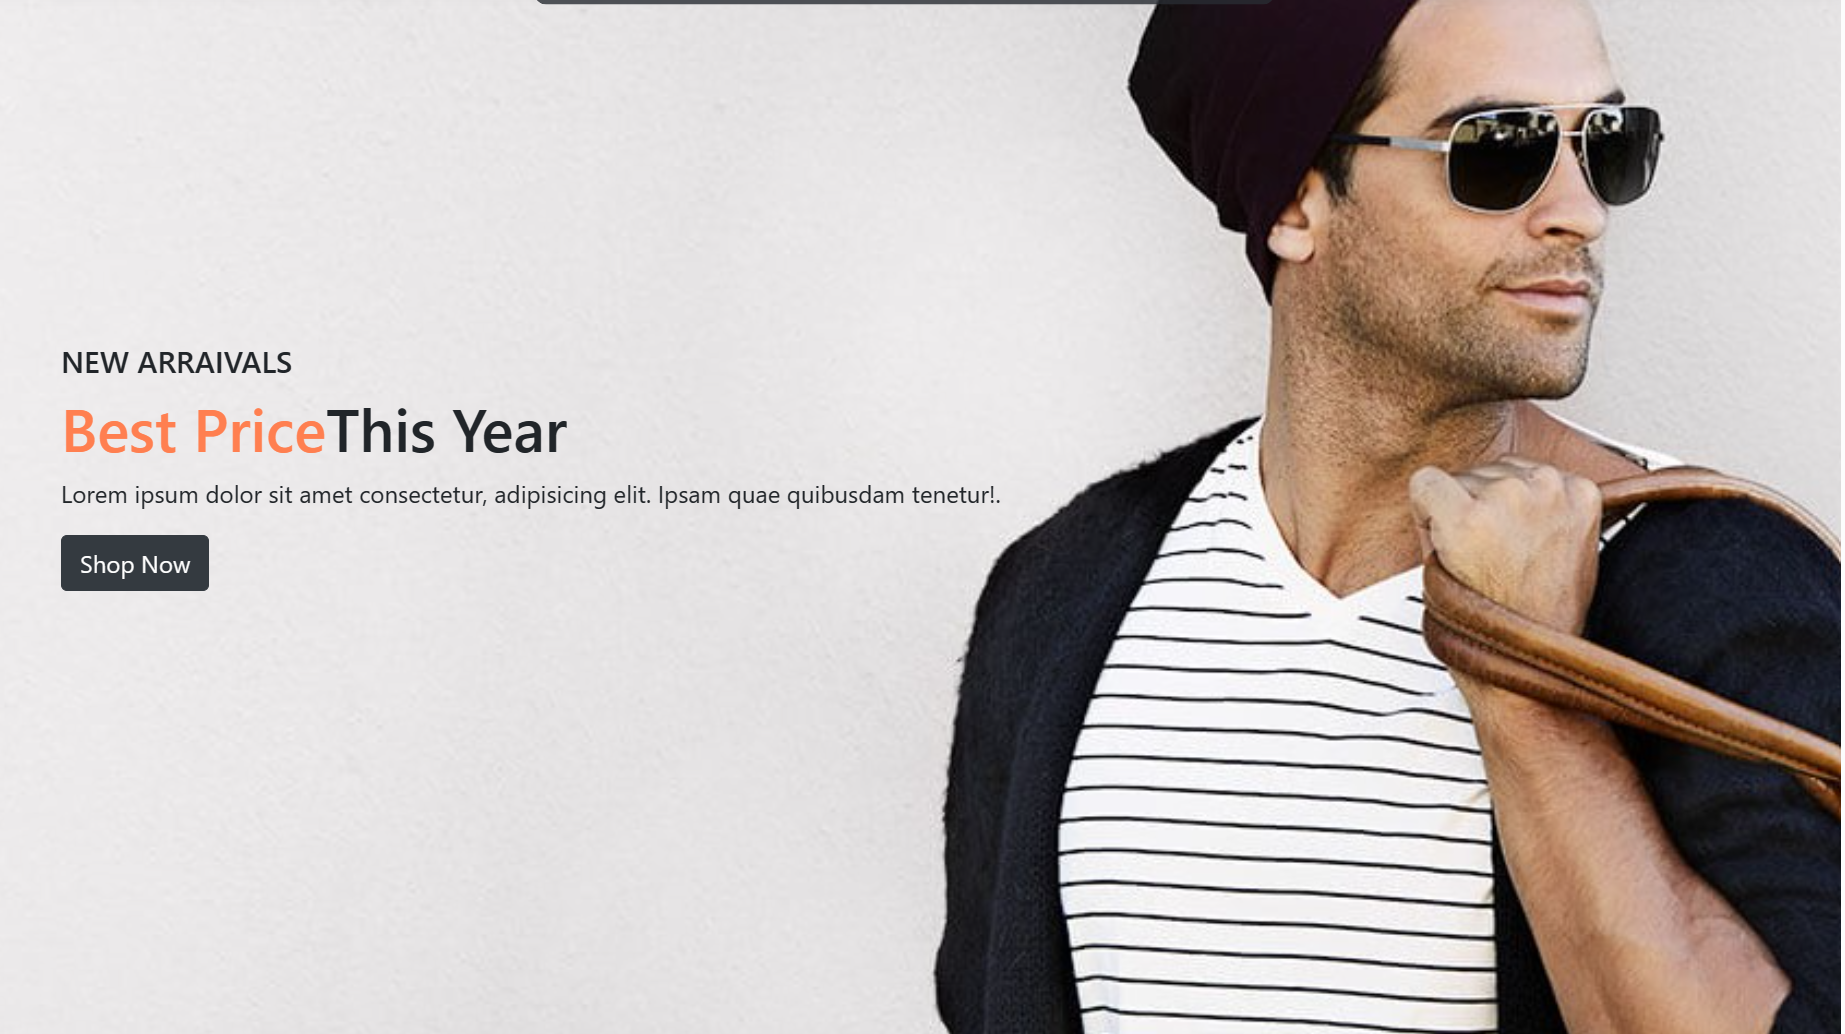 NEW ARRAIVALS
Best PriceThis Year
Lorem ipsum dolor sit amet consectetur, adipisicing elit. Ipsam quae quibusdam tenetur!.
Shop Now